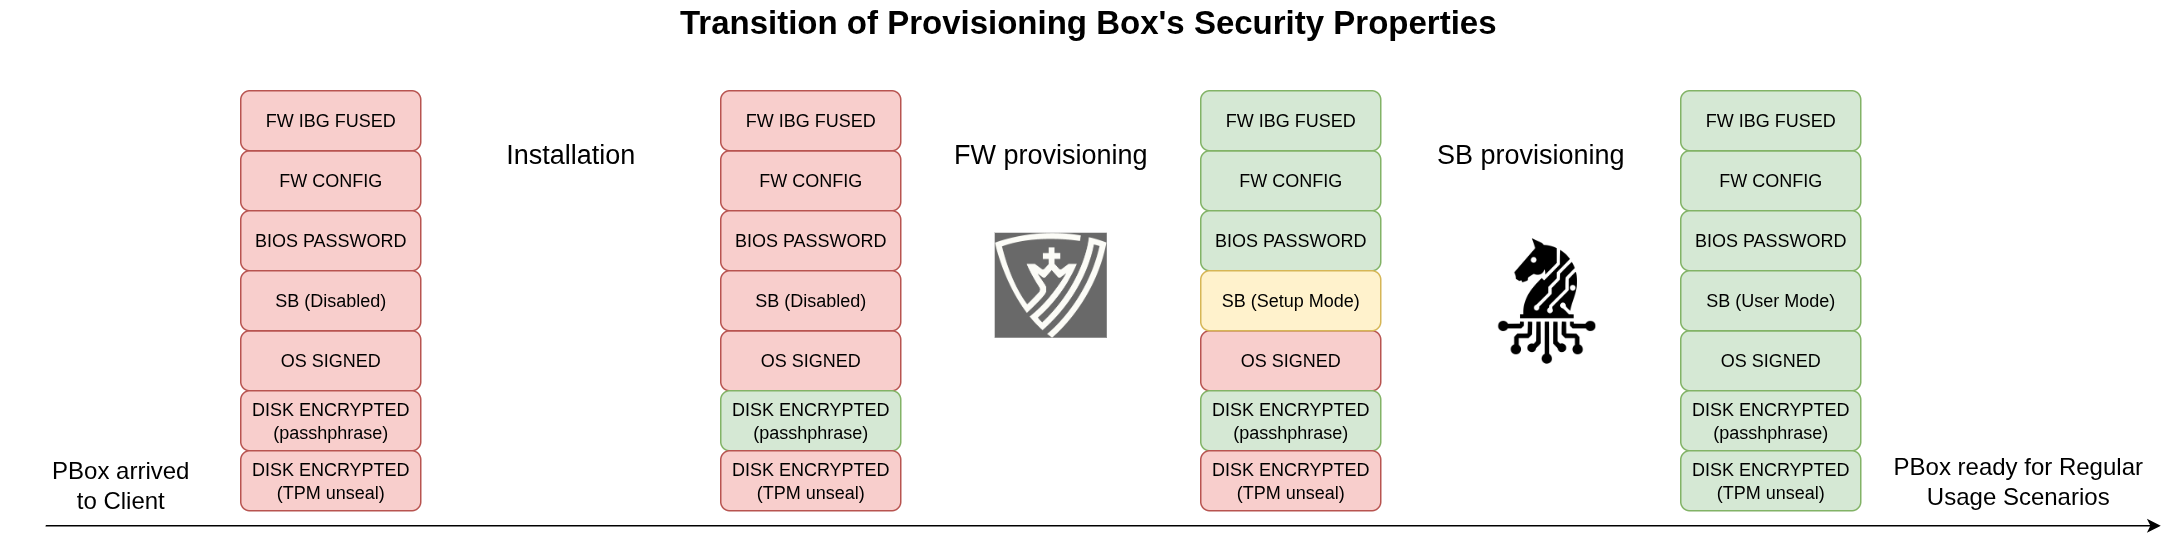 Transition of Provisioning Box's Security Properties
PBox arrived
to Client
FW IBG FUSED
FW CONFIG
BIOS PASSWORD
SB (Disabled)
OS SIGNED
DISK ENCRYPTED
(passhphrase)
DISK ENCRYPTED
(TPM unseal)
Installation
FW IBG FUSED
FW CONFIG
BIOS PASSWORD
SB (Disabled)
OS SIGNED
DISK ENCRYPTED
(passhphrase)
DISK ENCRYPTED
(TPM unseal)
FW provisioning
FW IBG FUSED
FW CONFIG
BIOS PASSWORD
SB (Setup Mode)
OS SIGNED
DISK ENCRYPTED
(passhphrase)
DISK ENCRYPTED
(TPM unseal)
SB provisioning
FW IBG FUSED
FW CONFIG
BIOS PASSWORD
SB (User Mode)
OS SIGNED
DISK ENCRYPTED
(passhphrase)
DISK ENCRYPTED
(TPM unseal)
PBox ready for Regular
Usage Scenarios